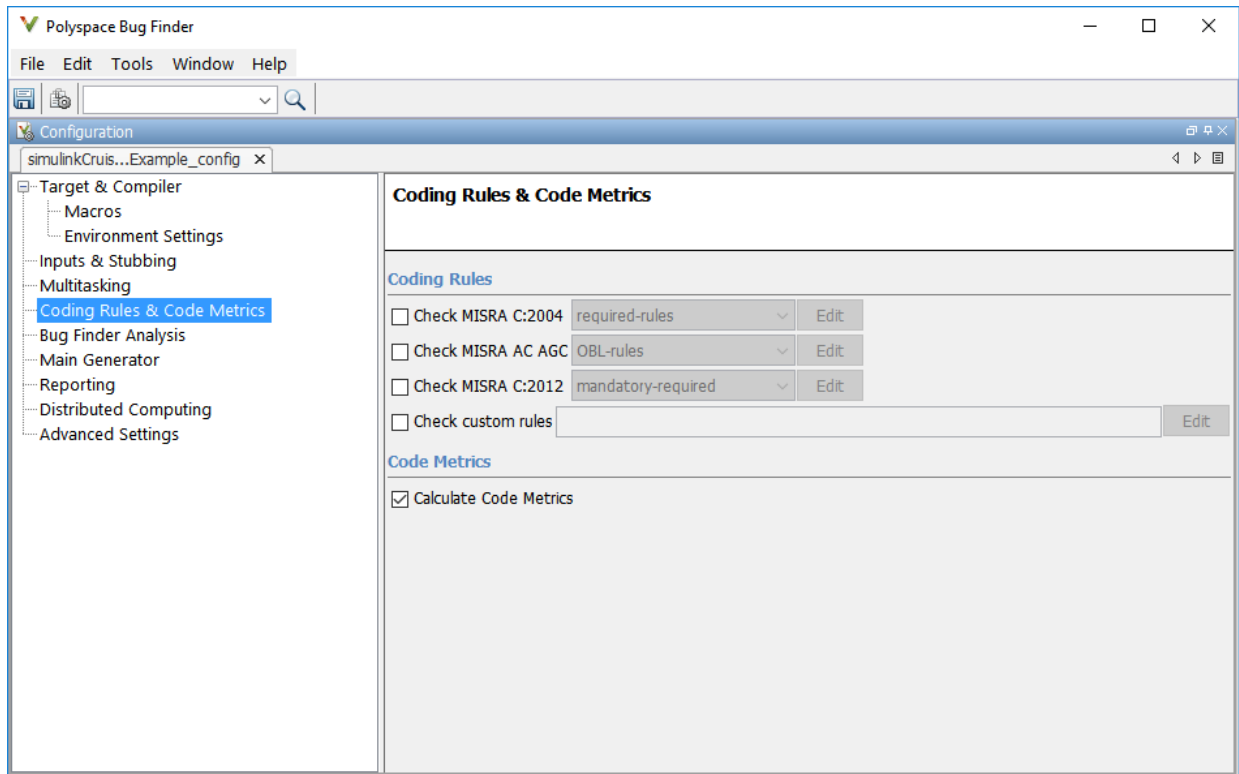 Polyspace Bug Finder
File Edit Tools Window Help
Configuration
simulinkCruis...Example_config
Target & Compiler
Macros
Environment Settings
Inputs & Stubbing
Multitasking
Coding Rules & Code Metrics
Bug Finder Analysis
Main Generator
Reporting
Distributed Computing
Advanced Settings
Coding Rules & Code Metrics
Coding Rules
Check MISRA C:2004 required-rules Edit
Check MISRA AC AGC OBL-rules Edit
Check MISRA C:2012 mandatory-required Edit
Check custom rules Edit
Code Metrics
Calculate Code Metrics